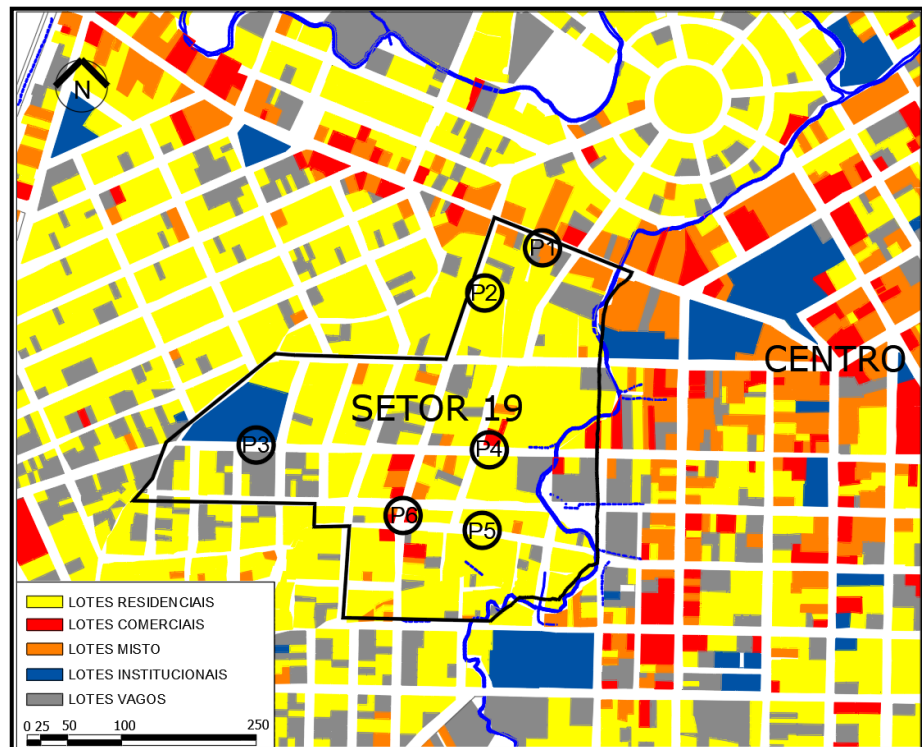 N
P1
P2
CENTRO
SETOR 19
P3
P4
P6
P5
LOTES RESIDENCIAIS
LOTES COMERCIAIS
LOTES MISTO
LOTES INSTITUCIONAIS
LOTES VAGOS
0 25 50 100 250